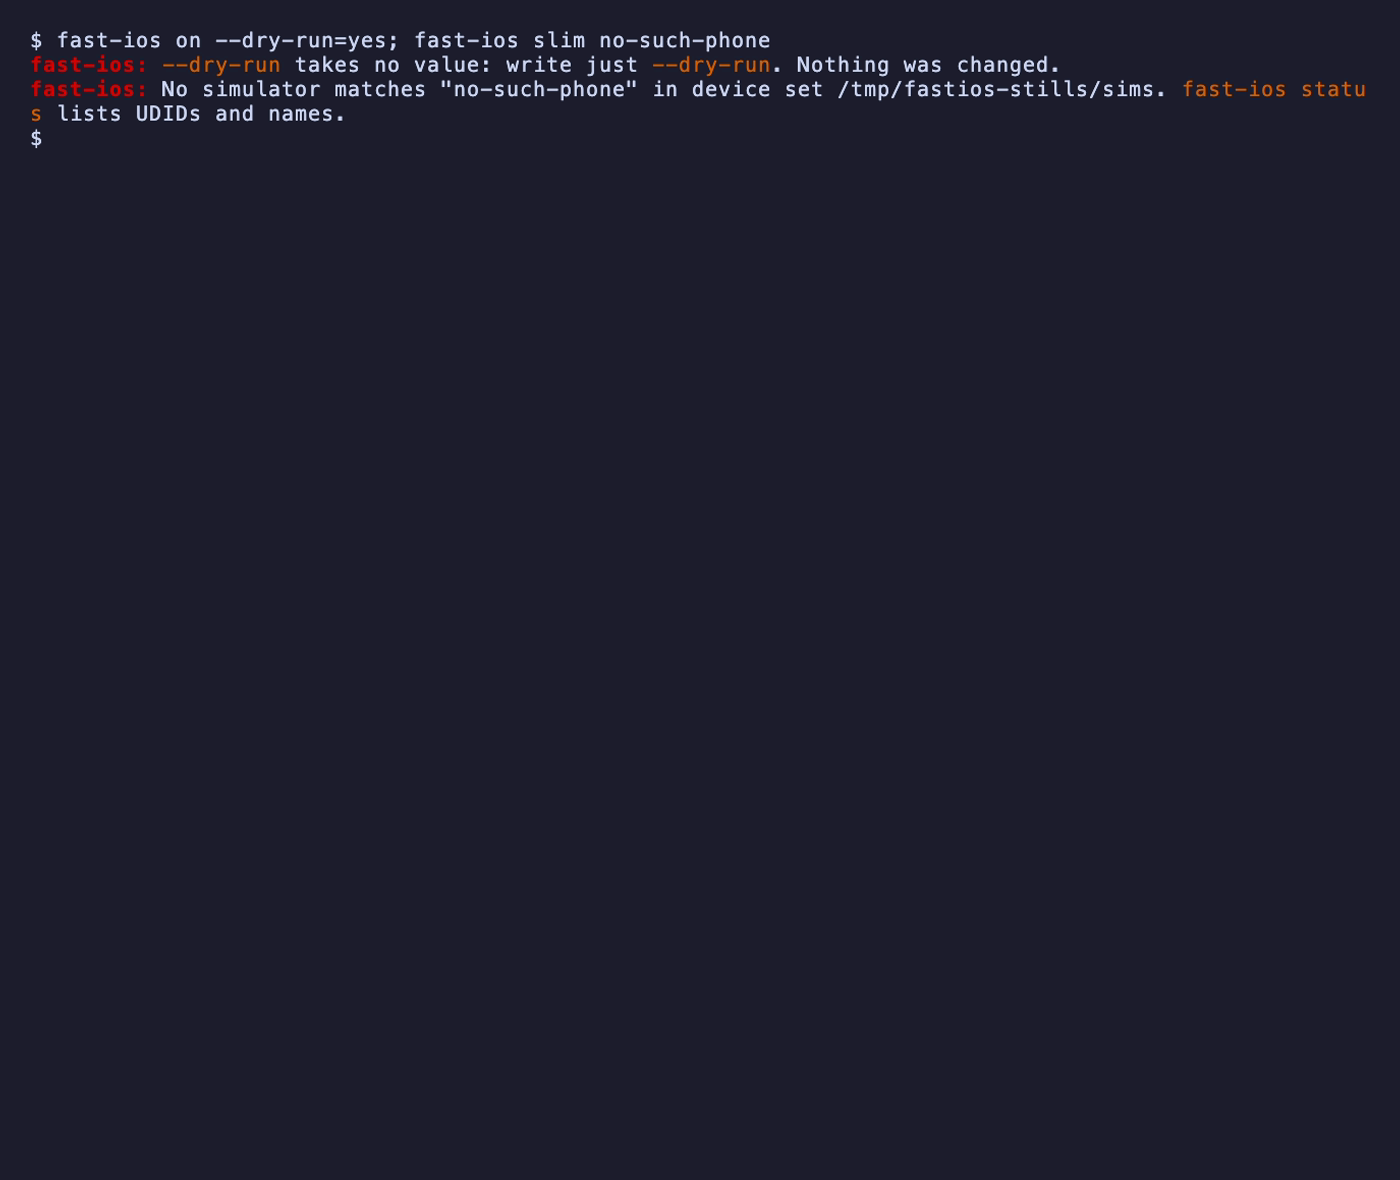 $ fast-ios on --dry-run=yes; fast-ios slim no-such-phone
fast-ios: --dry-run takes no value: write just --dry-run. Nothing was changed.
fast-ios: No simulator matches "no-such-phone" in device set /tmp/fastios-stills/sims. fast-ios statu
s lists UDIDs and names.
$